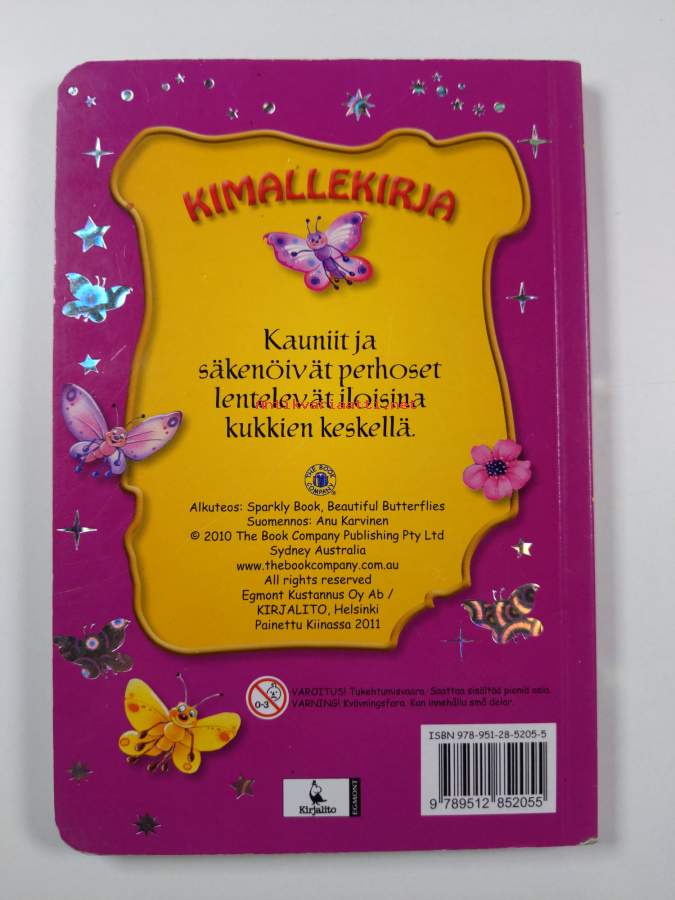 KIMALLEKIRJA
Kauniit ja
säkenöivät perhoset
lentelevät iloisina
Antikvariaatti.net
kukkien keskellä.
THE BOOK
COMPANY
Alkuteos: Sparkly Book, Beautiful Butterflies
Suomennos: Anu Karvinen
© 2010 The Book Company Publishing Pty Ltd
Sydney Australia
www.thebookcompany.com.au
All rights reserved
Egmont Kustannus Oy Ab /
KIRJALITO, Helsinki
Painettu Kiinassa 2011
0-3
VAROITUS! Tukehtumisvaara. Saattaa sisältää pieniä osia.
VARNING! Kvävningsfara. Kan innehålla små delar.
ISBN 978-951-28-5205-5
9 789512 852055
Kirjalito
EGMONT